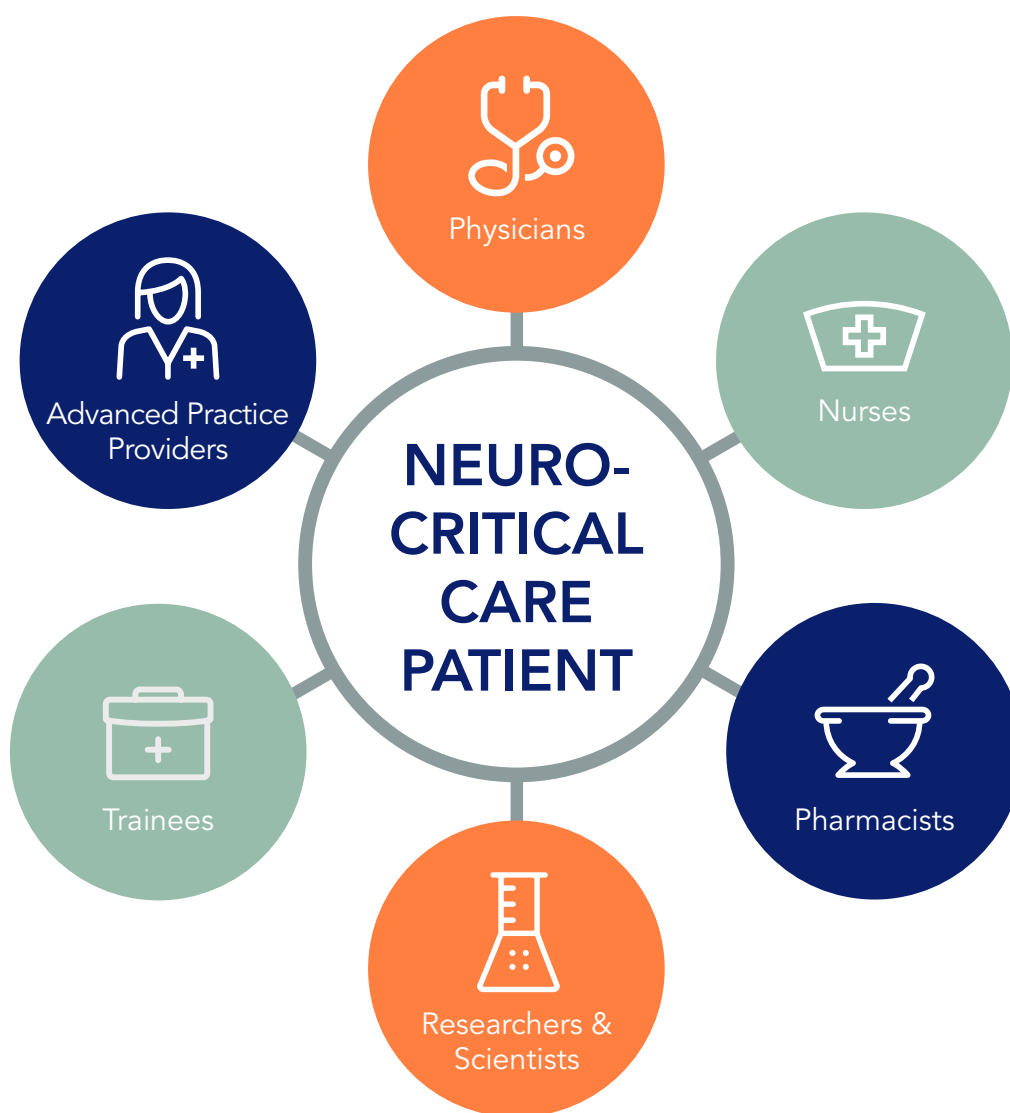 Physicians
Nurses
Advanced Practice
Providers
NEURO-
CRITICAL
CARE
PATIENT
Trainees
Pharmacists
Researchers &
Scientists